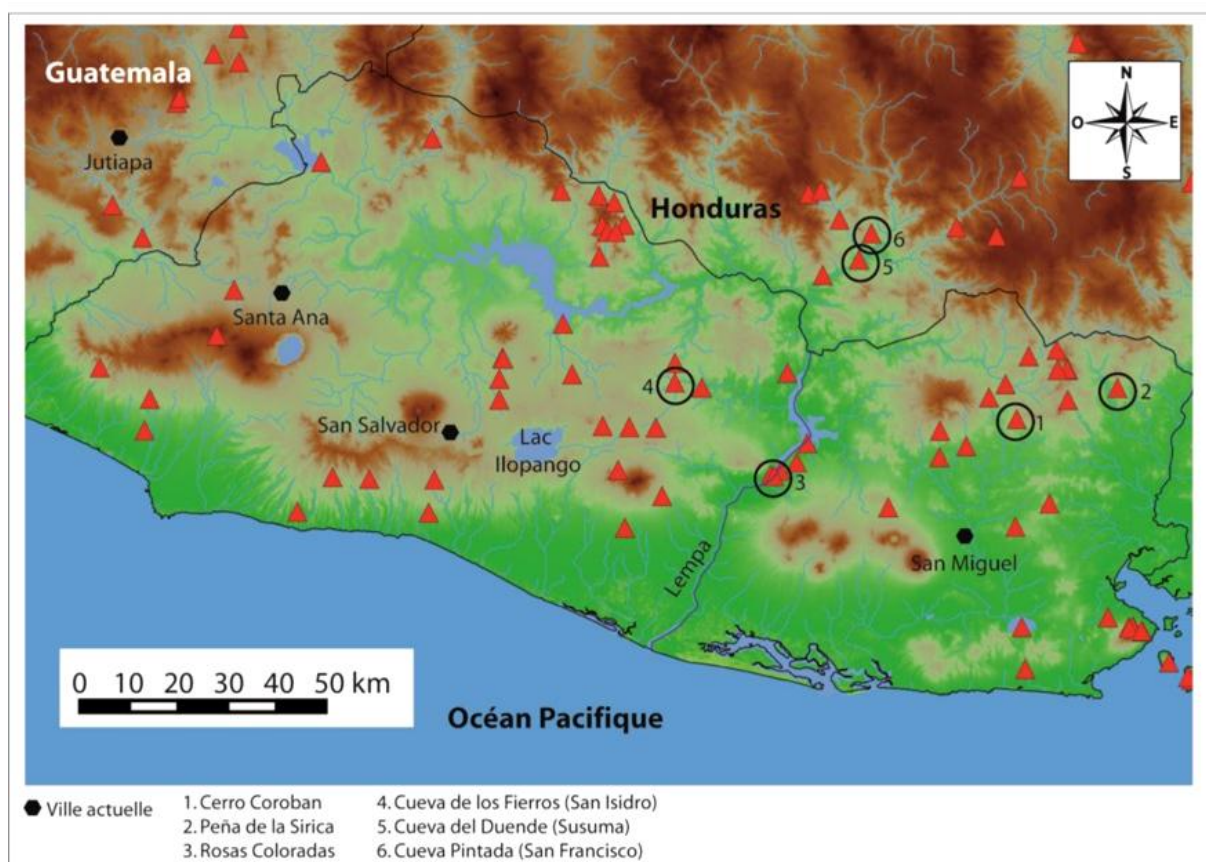 Guatemala
N
O
E
S
Jutiapa
Honduras
6
5
Santa Ana
4
2
1
San Salvador
Lac
Ilopango
3
Lempa
San Miguel
0 10 20 30 40 50 km
Océan Pacifique
Ville actuelle
1. Cerro Coroban
2. Peña de la Sirica
3. Rosas Coloradas
4. Cueva de los Fierros (San Isidro)
5. Cueva del Duende (Susuma)
6. Cueva Pintada (San Francisco)